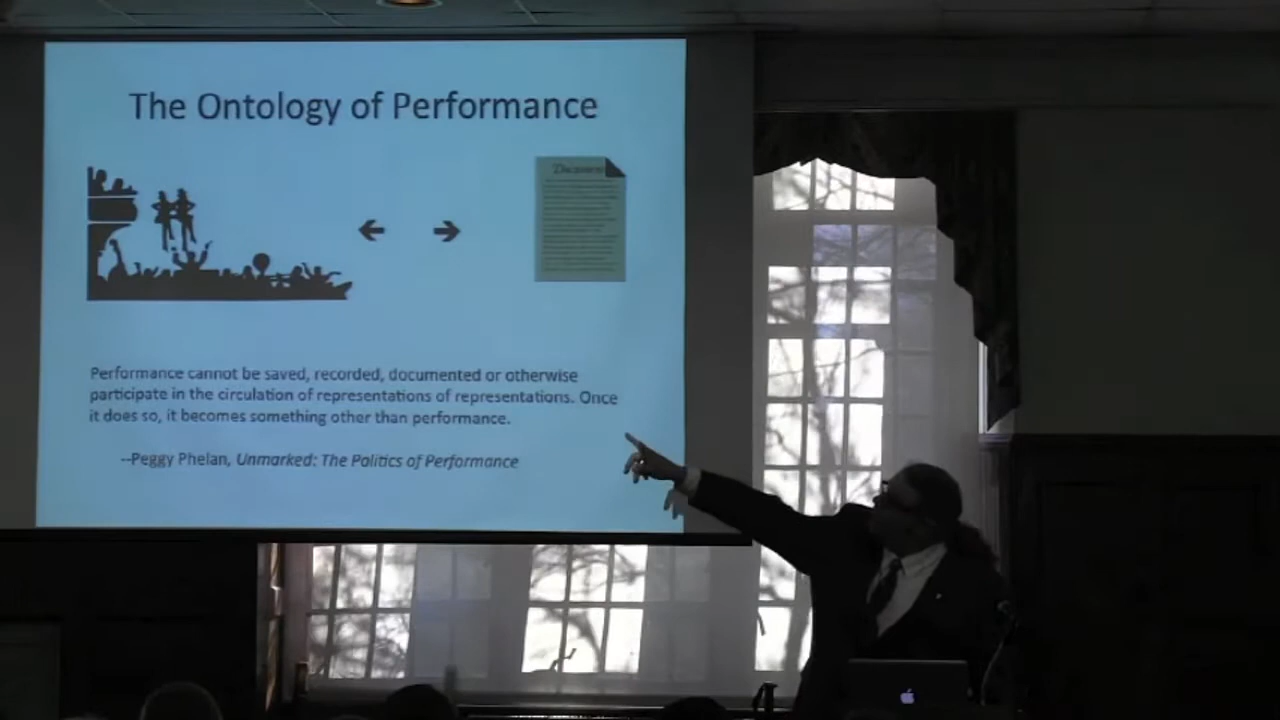 The Ontology of Performance
Performance cannot be saved, recorded, documented or otherwise
participate in the circulation of representations of representations. Once
it does so, it becomes something other than performance.
--Peggy Phelan, Unmarked: The Politics of Performance